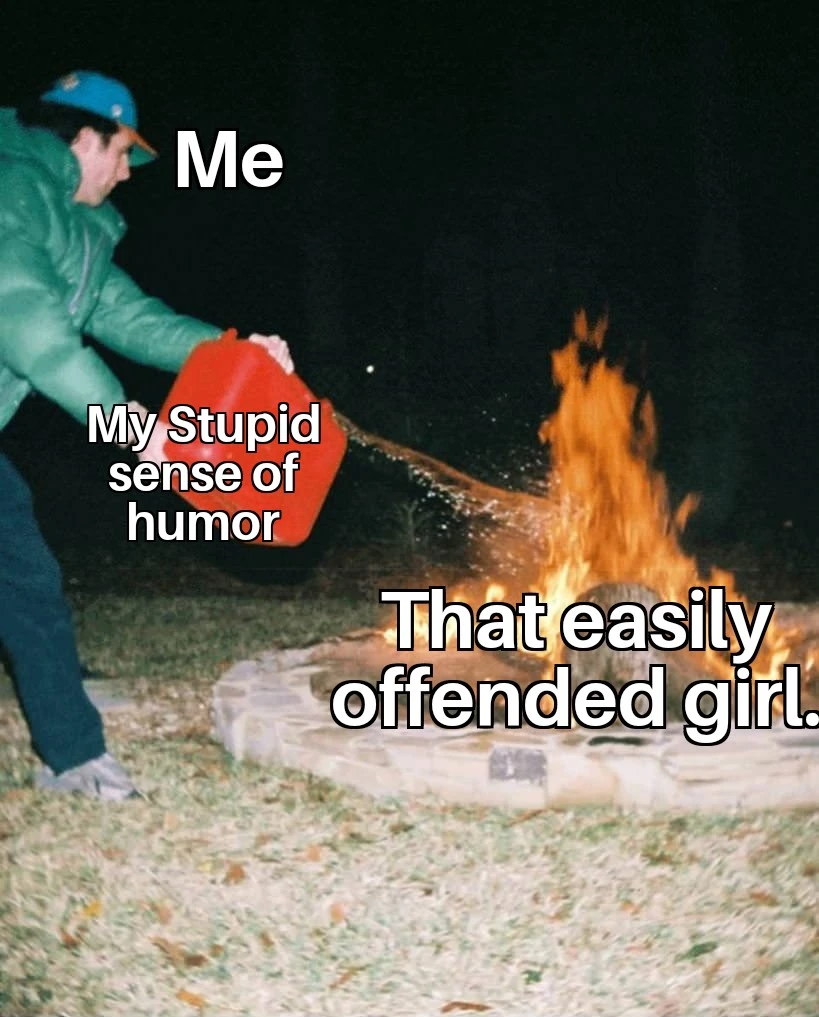 Me
My Stupid
sense of
humor
That easily
offended girl.